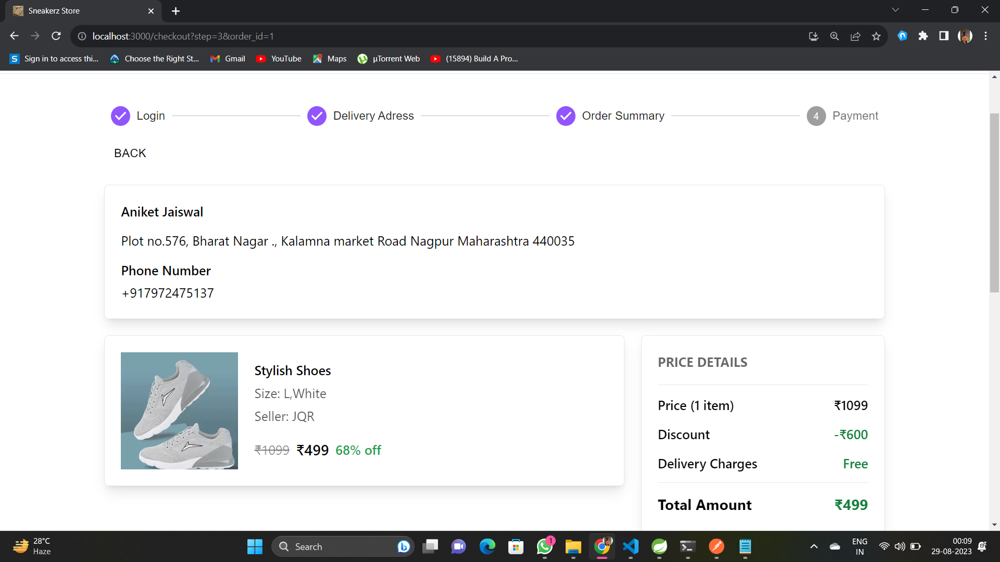 Sneakerz Store
localhost:3000/checkout?step=3&order_id=1
Sign in to access thi...
Choose the Right St...
Gmail
YouTube
Maps
µTorrent Web
(15894) Build A Pro...
Login
Delivery Adress
Order Summary
4 Payment
BACK
Aniket Jaiswal
Plot no.576, Bharat Nagar ., Kalamna market Road Nagpur Maharashtra 440035
Phone Number
+917972475137
Stylish Shoes
Size: L,White
Seller: JQR
₹1099 ₹499 68% off
PRICE DETAILS
Price (1 item) ₹1099
Discount -₹600
Delivery Charges Free
Total Amount ₹499
28°C
Haze
Search
1
ENG
IN
00:09
29-08-2023